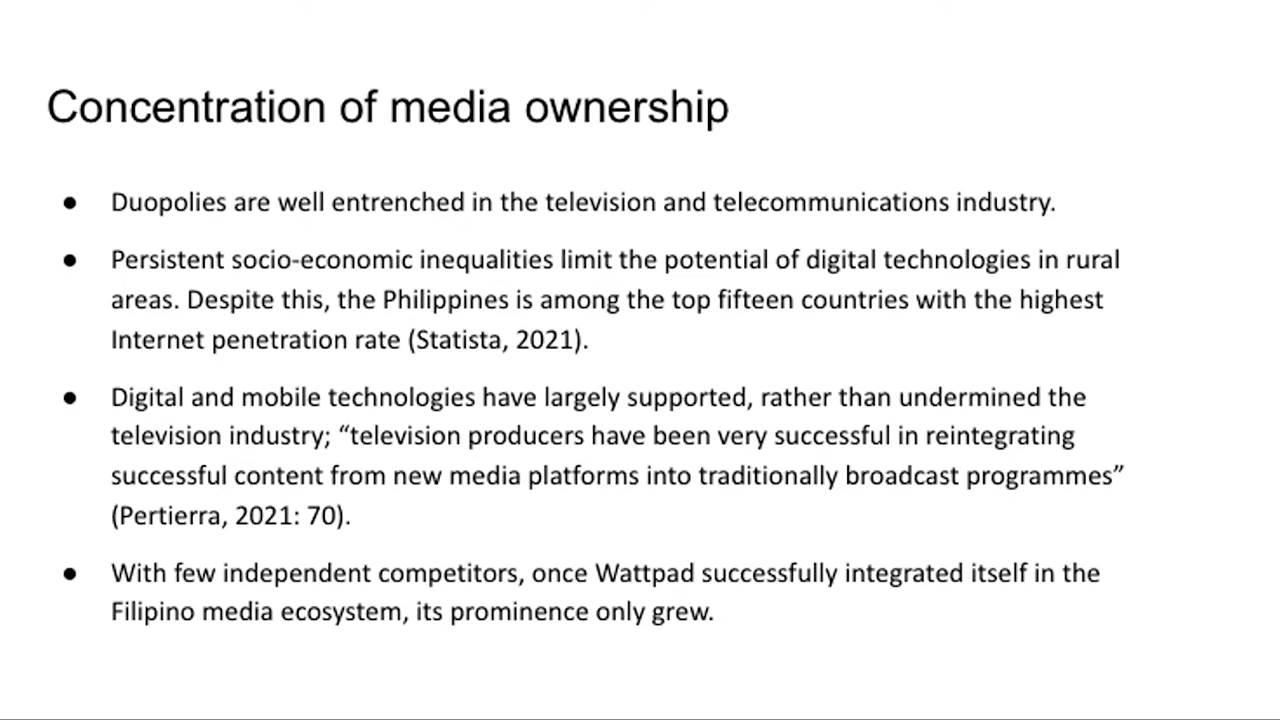 Concentration of media ownership
● Duopolies are well entrenched in the television and telecommunications industry.
● Persistent socio-economic inequalities limit the potential of digital technologies in rural
areas. Despite this, the Philippines is among the top fifteen countries with the highest
Internet penetration rate (Statista, 2021).
● Digital and mobile technologies have largely supported, rather than undermined the
television industry; “television producers have been very successful in reintegrating
successful content from new media platforms into traditionally broadcast programmes”
(Pertierra, 2021: 70).
● With few independent competitors, once Wattpad successfully integrated itself in the
Filipino media ecosystem, its prominence only grew.